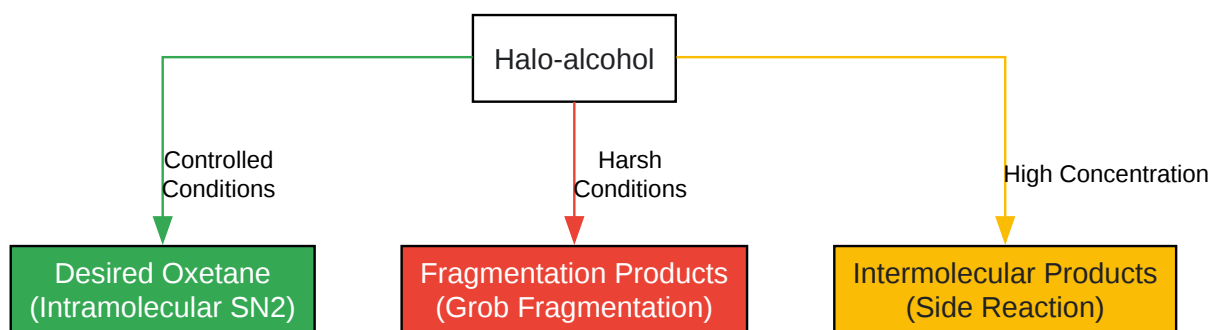 Halo-alcohol
Controlled
Conditions
Harsh
Conditions
High Concentration
Desired Oxetane
(Intramolecular SN2)
Fragmentation Products
(Grob Fragmentation)
Intermolecular Products
(Side Reaction)